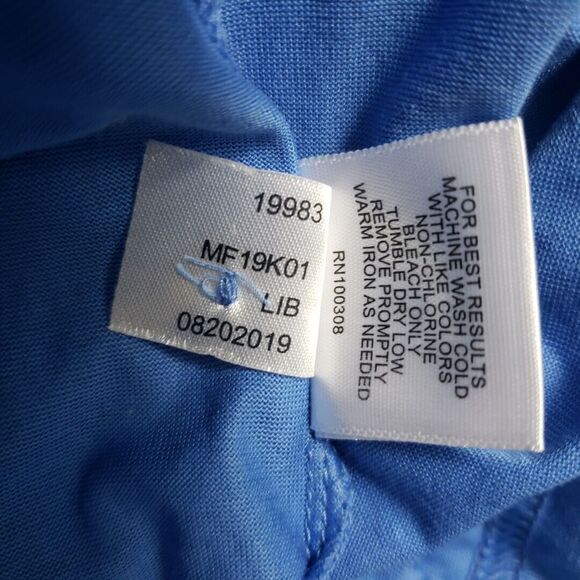 19983
MF19K01
LIB
08202019
FOR BEST RESULTS
MACHINE WASH COLD
WITH LIKE COLORS
NON-CHLORINE
BLEACH ONLY
TUMBLE DRY LOW
REMOVE PROMPTLY
WARM IRON AS NEEDED
RN100308